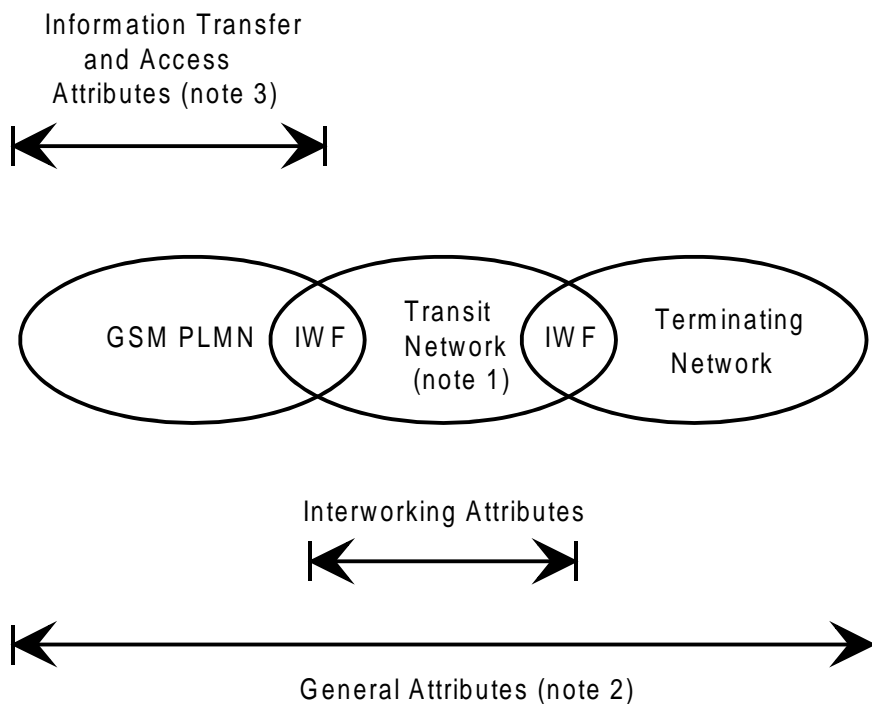 Information Transfer
and Access
Attributes (note 3)
GSM PLMN
IWF
Transit
Network
(note 1)
IWF
Terminating
Network
Interworking Attributes
General Attributes (note 2)